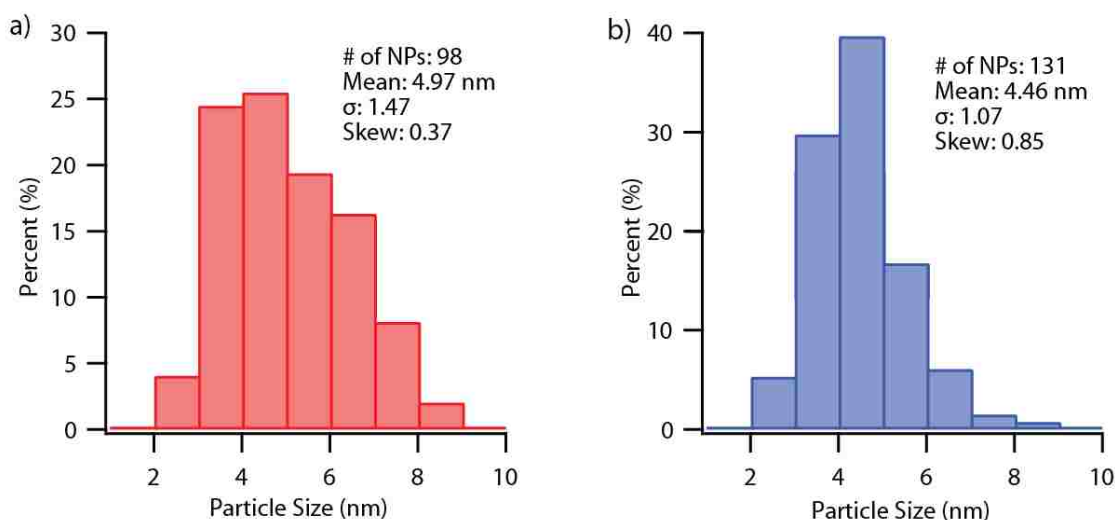 a)
# of NPs: 98
Mean: 4.97 nm
σ: 1.47
Skew: 0.37
30
25
20
15
10
5
0
Percent (%)
2 4 6 8 10
Particle Size (nm)
b)
# of NPs: 131
Mean: 4.46 nm
σ: 1.07
Skew: 0.85
40
30
20
10
0
Percent (%)
2 4 6 8 10
Particle Size (nm)